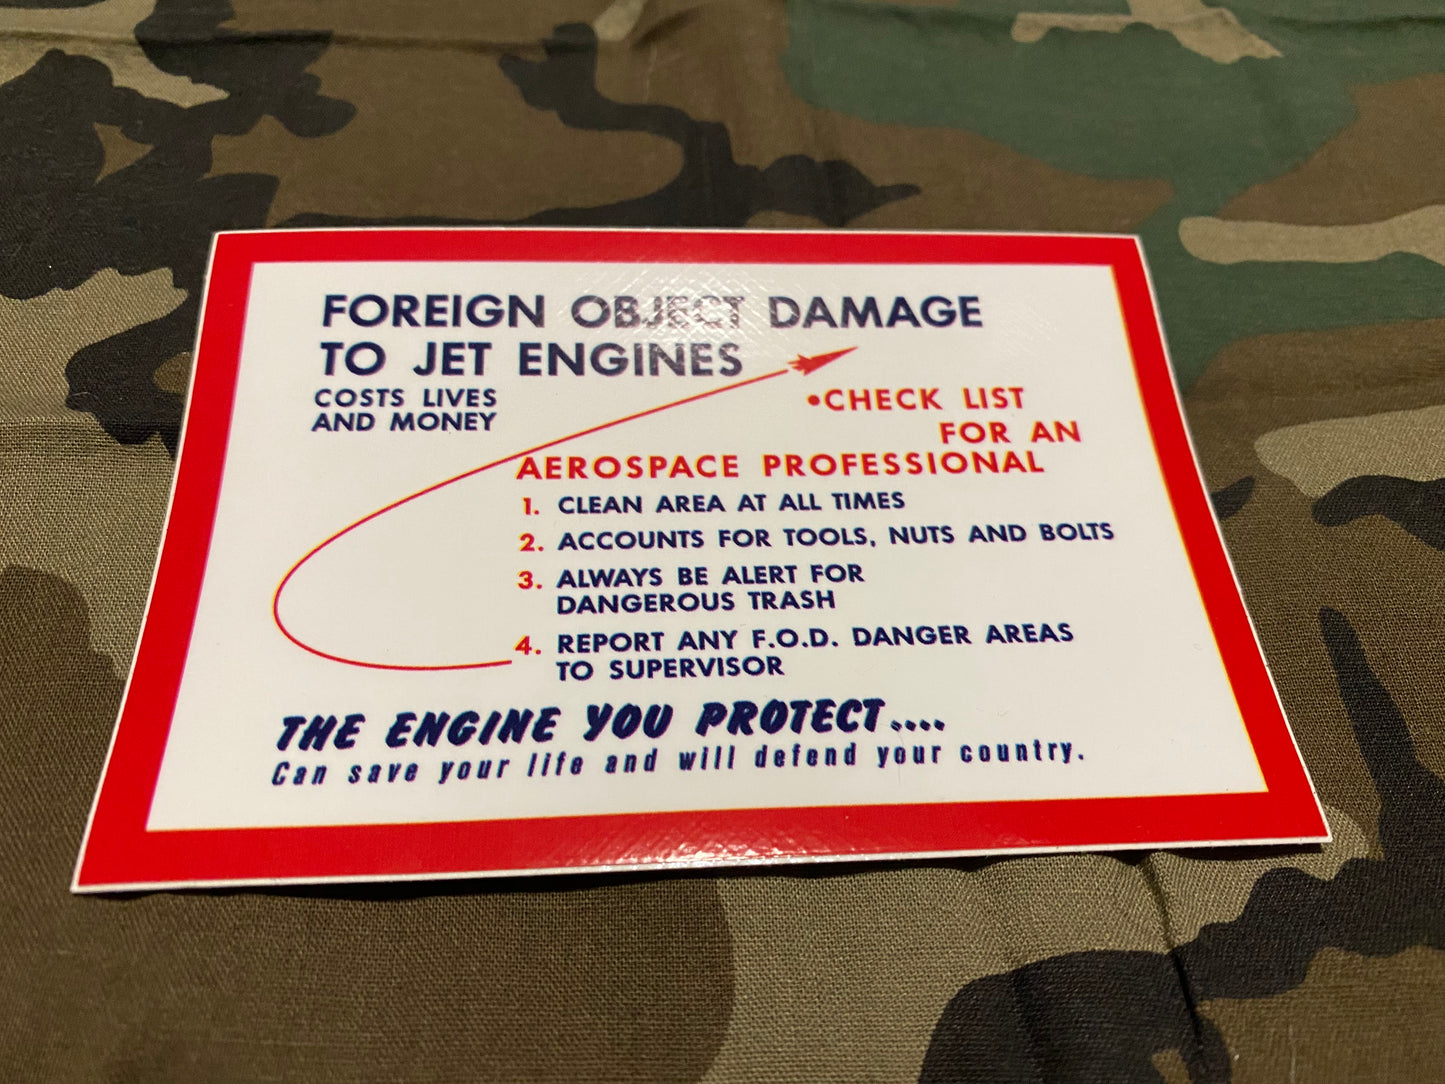 FOREIGN OBJECT DAMAGE
TO JET ENGINES
COSTS LIVES
AND MONEY
•CHECK LIST
FOR AN
AEROSPACE PROFESSIONAL
1. CLEAN AREA AT ALL TIMES
2. ACCOUNTS FOR TOOLS, NUTS AND BOLTS
3. ALWAYS BE ALERT FOR
DANGEROUS TRASH
4. REPORT ANY F.O.D. DANGER AREAS
TO SUPERVISOR
THE ENGINE YOU PROTECT....
Can save your life and will defend your country.